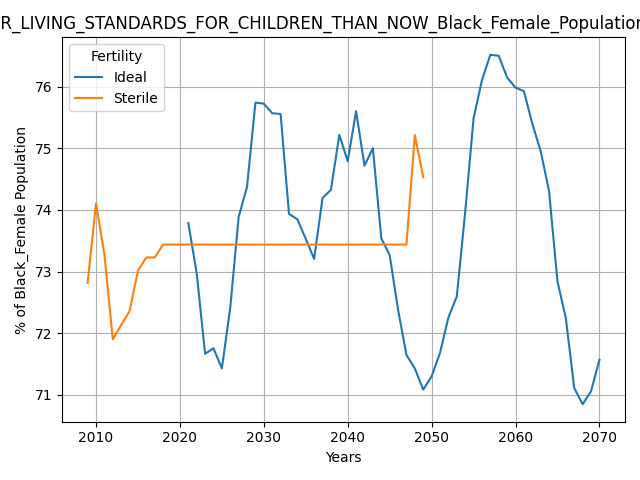 R_LIVING_STANDARDS_FOR_CHILDREN_THAN_NOW_Black_Female_Population
Fertility
Ideal
Sterile
% of Black_Female Population
76
75
74
73
72
71
2010
2020
2030
2040
2050
2060
2070
Years